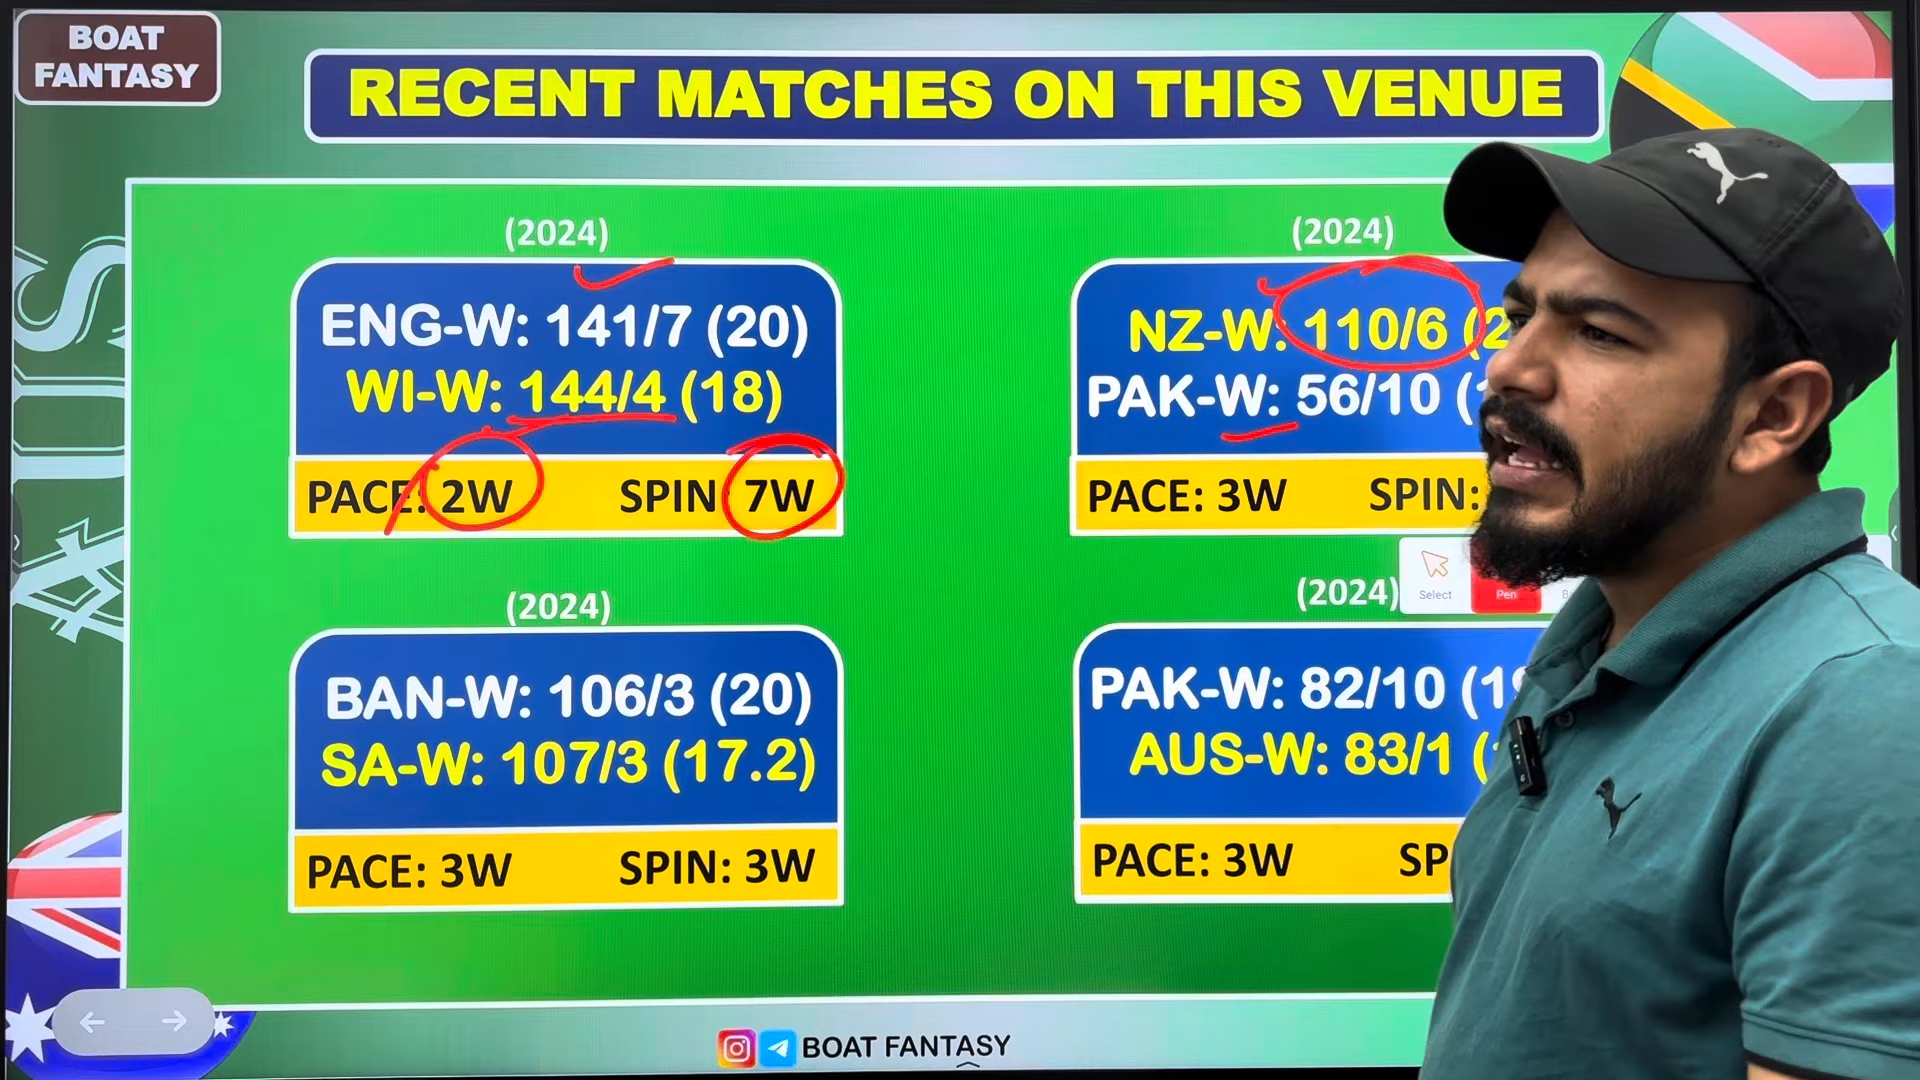 BOAT
FANTASY
RECENT MATCHES ON THIS VENUE
(2024)
ENG-W: 141/7 (20)
WI-W: 144/4 (18)
PACE: 2W SPIN: 7W
(2024)
NZ-W: 110/6
PAK-W: 56/10
PACE: 3W SPIN:
(2024)
BAN-W: 106/3 (20)
SA-W: 107/3 (17.2)
PACE: 3W SPIN: 3W
(2024)
PAK-W: 82/10
AUS-W: 83/1
PACE: 3W
Select
Pen
AUS
BOAT FANTASY